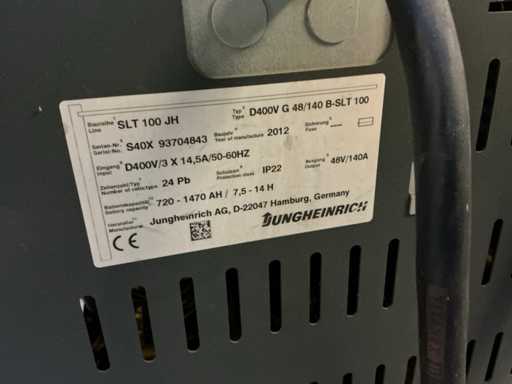 Baureihe
Line SLT 100 JH Typ
Type D400V G 48/140 B-SLT 100
Serien-Nr.
Serial-No. S40X 93704843 Baujahr
Year of manufacture 2012 Sicherung
Fuse
Eingang
Input D400V/3 X 14,5A/50-60HZ Ausgang
Output 48V/140A
Zellenzahl/Typ
Number of cells/type 24 Pb Schutzart
Protection class IP22
Batteriekapazität
battery capacity 720 - 1470 AH / 7,5 - 14 H
Hersteller
Manufacturer Jungheinrich AG, D-22047 Hamburg, Germany
CE JUNGHEINRICH